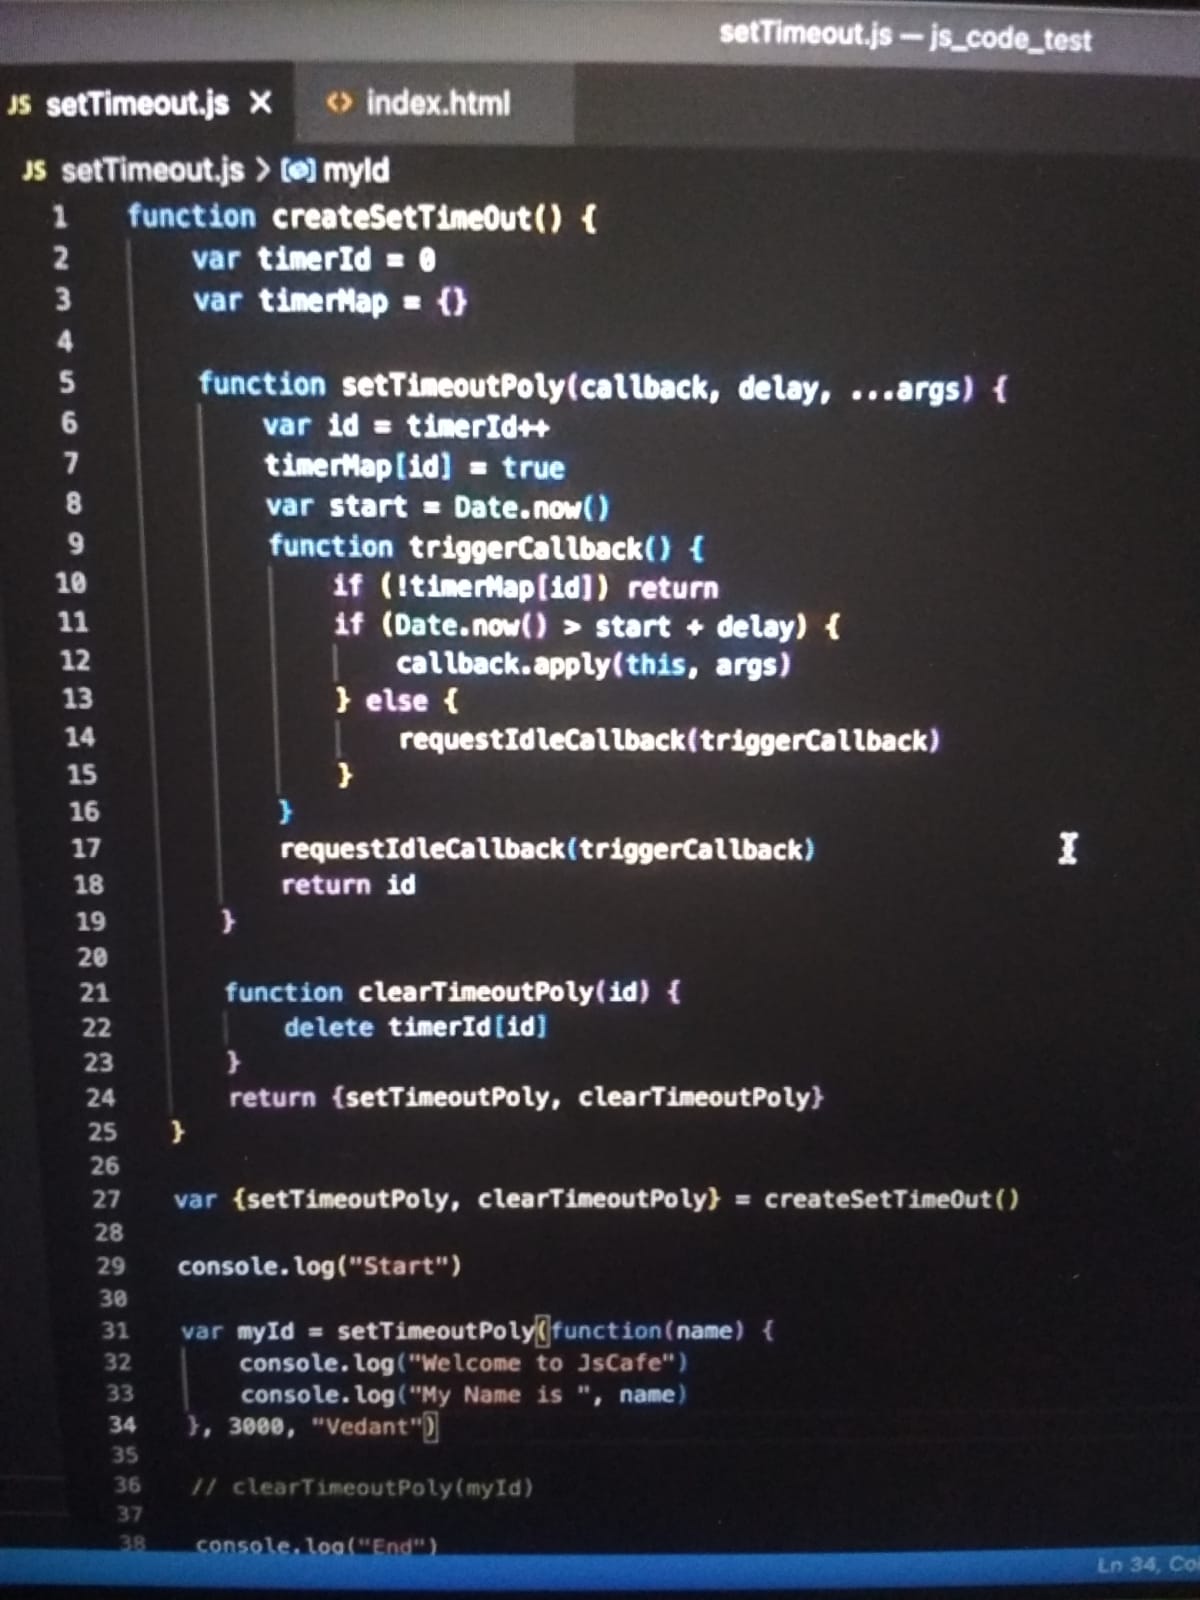 setTimeout.js — js_code_test
JS setTimeout.js X <> index.html
JS setTimeout.js > myId
1 function createSetTimeOut() {
2 var timerId = 0
3 var timerMap = {}
4
5 function setTimeoutPoly(callback, delay, ...args) {
6 var id = timerId++
7 timerMap[id] = true
8 var start = Date.now()
9 function triggerCallback() {
10 if (!timerMap[id]) return
11 if (Date.now() > start + delay) {
12 callback.apply(this, args)
13 } else {
14 requestIdleCallback(triggerCallback)
15 }
16 }
17 requestIdleCallback(triggerCallback)
18 return id
19 }
20
21 function clearTimeoutPoly(id) {
22 delete timerId[id]
23 }
24 return {setTimeoutPoly, clearTimeoutPoly}
25 }
26
27 var {setTimeoutPoly, clearTimeoutPoly} = createSetTimeOut()
28
29 console.log("Start")
30
31 var myId = setTimeoutPoly(function(name) {
32 console.log("Welcome to JsCafe")
33 console.log("My Name is ", name)
34 }, 3000, "Vedant")
35
36 // clearTimeoutPoly(myId)
37
38 console.log("End")
Ln 34,